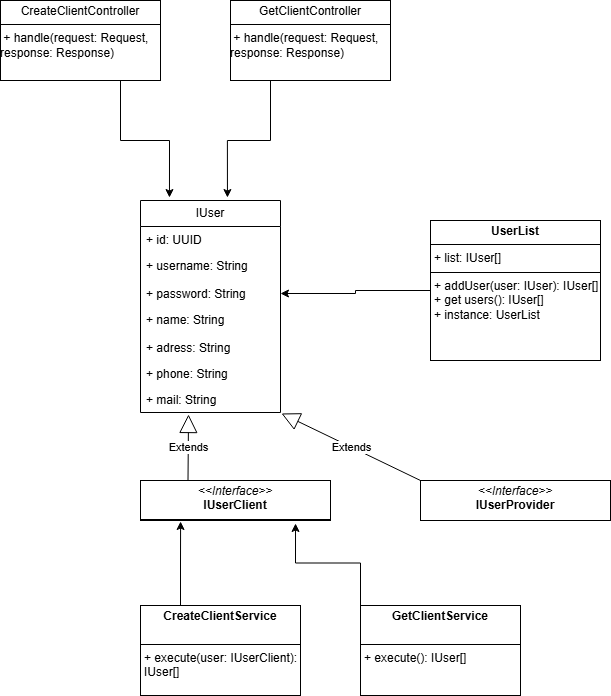 CreateClientController
+ handle(request: Request,
response: Response)
GetClientController
+ handle(request: Request,
response: Response)
IUser
+ id: UUID
+ username: String
+ password: String
+ name: String
+ adress: String
+ phone: String
+ mail: String
UserList
+ list: IUser[]
+ addUser(user: IUser): IUser[]
+ get users(): IUser[]
+ instance: UserList
Extends
Extends
<<Interface>>
IUserClient
<<Interface>>
IUserProvider
CreateClientService
+ execute(user: IUserClient):
IUser[]
GetClientService
+ execute(): IUser[]